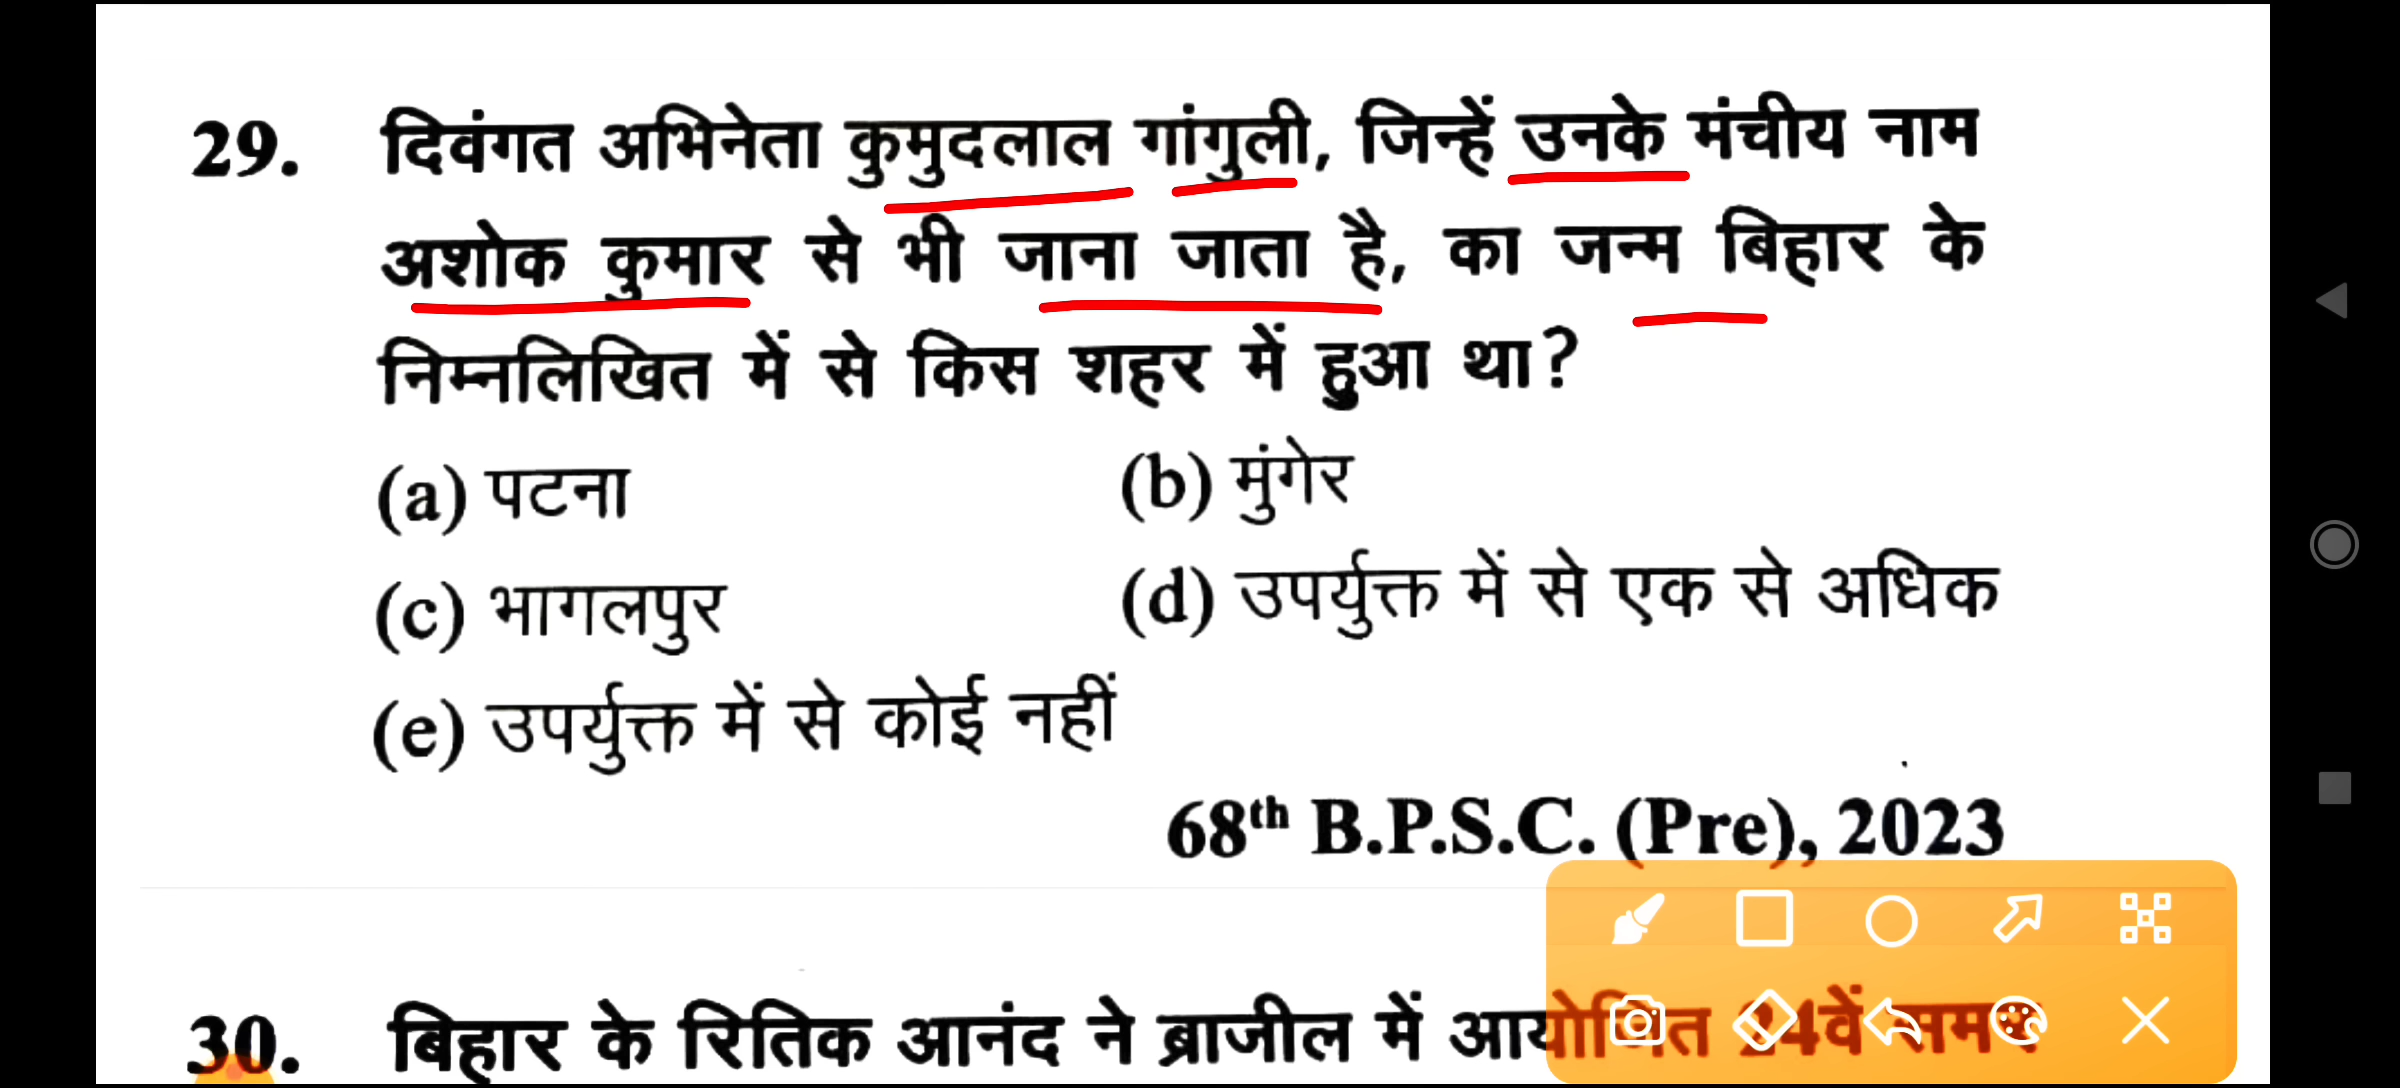 29. दिवंगत अभिनेता कुमुदलाल गांगुली, जिन्हें उनके मंचीय नाम
अशोक कुमार से भी जाना जाता है, का जन्म बिहार के
निम्नलिखित में से किस शहर में हुआ था?
(a) पटना (b) मुंगेर
(c) भागलपुर (d) उपर्युक्त में से एक से अधिक
(e) उपर्युक्त में से कोई नहीं
68th B.P.S.C. (Pre), 2023
30. बिहार के रितिक आनंद ने ब्राजील में आयोजित 24वें